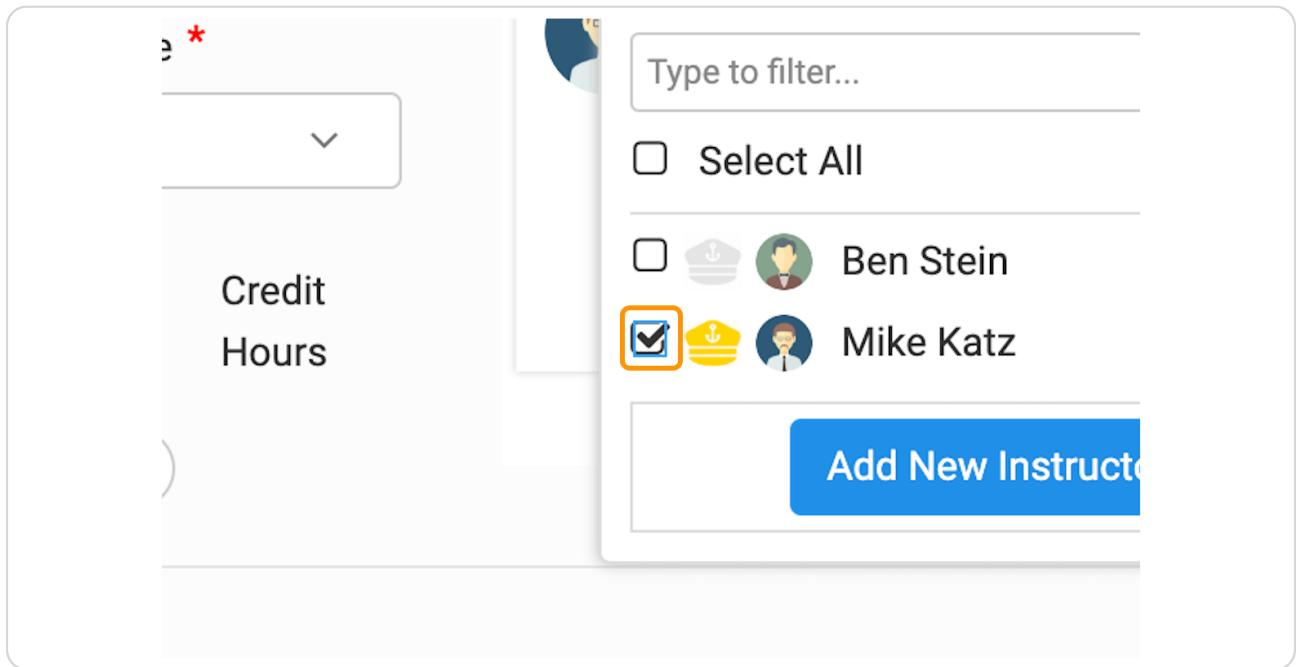 e *
Type to filter...
Select All
Ben Stein
Credit
Hours
Mike Katz
Add New Instructo